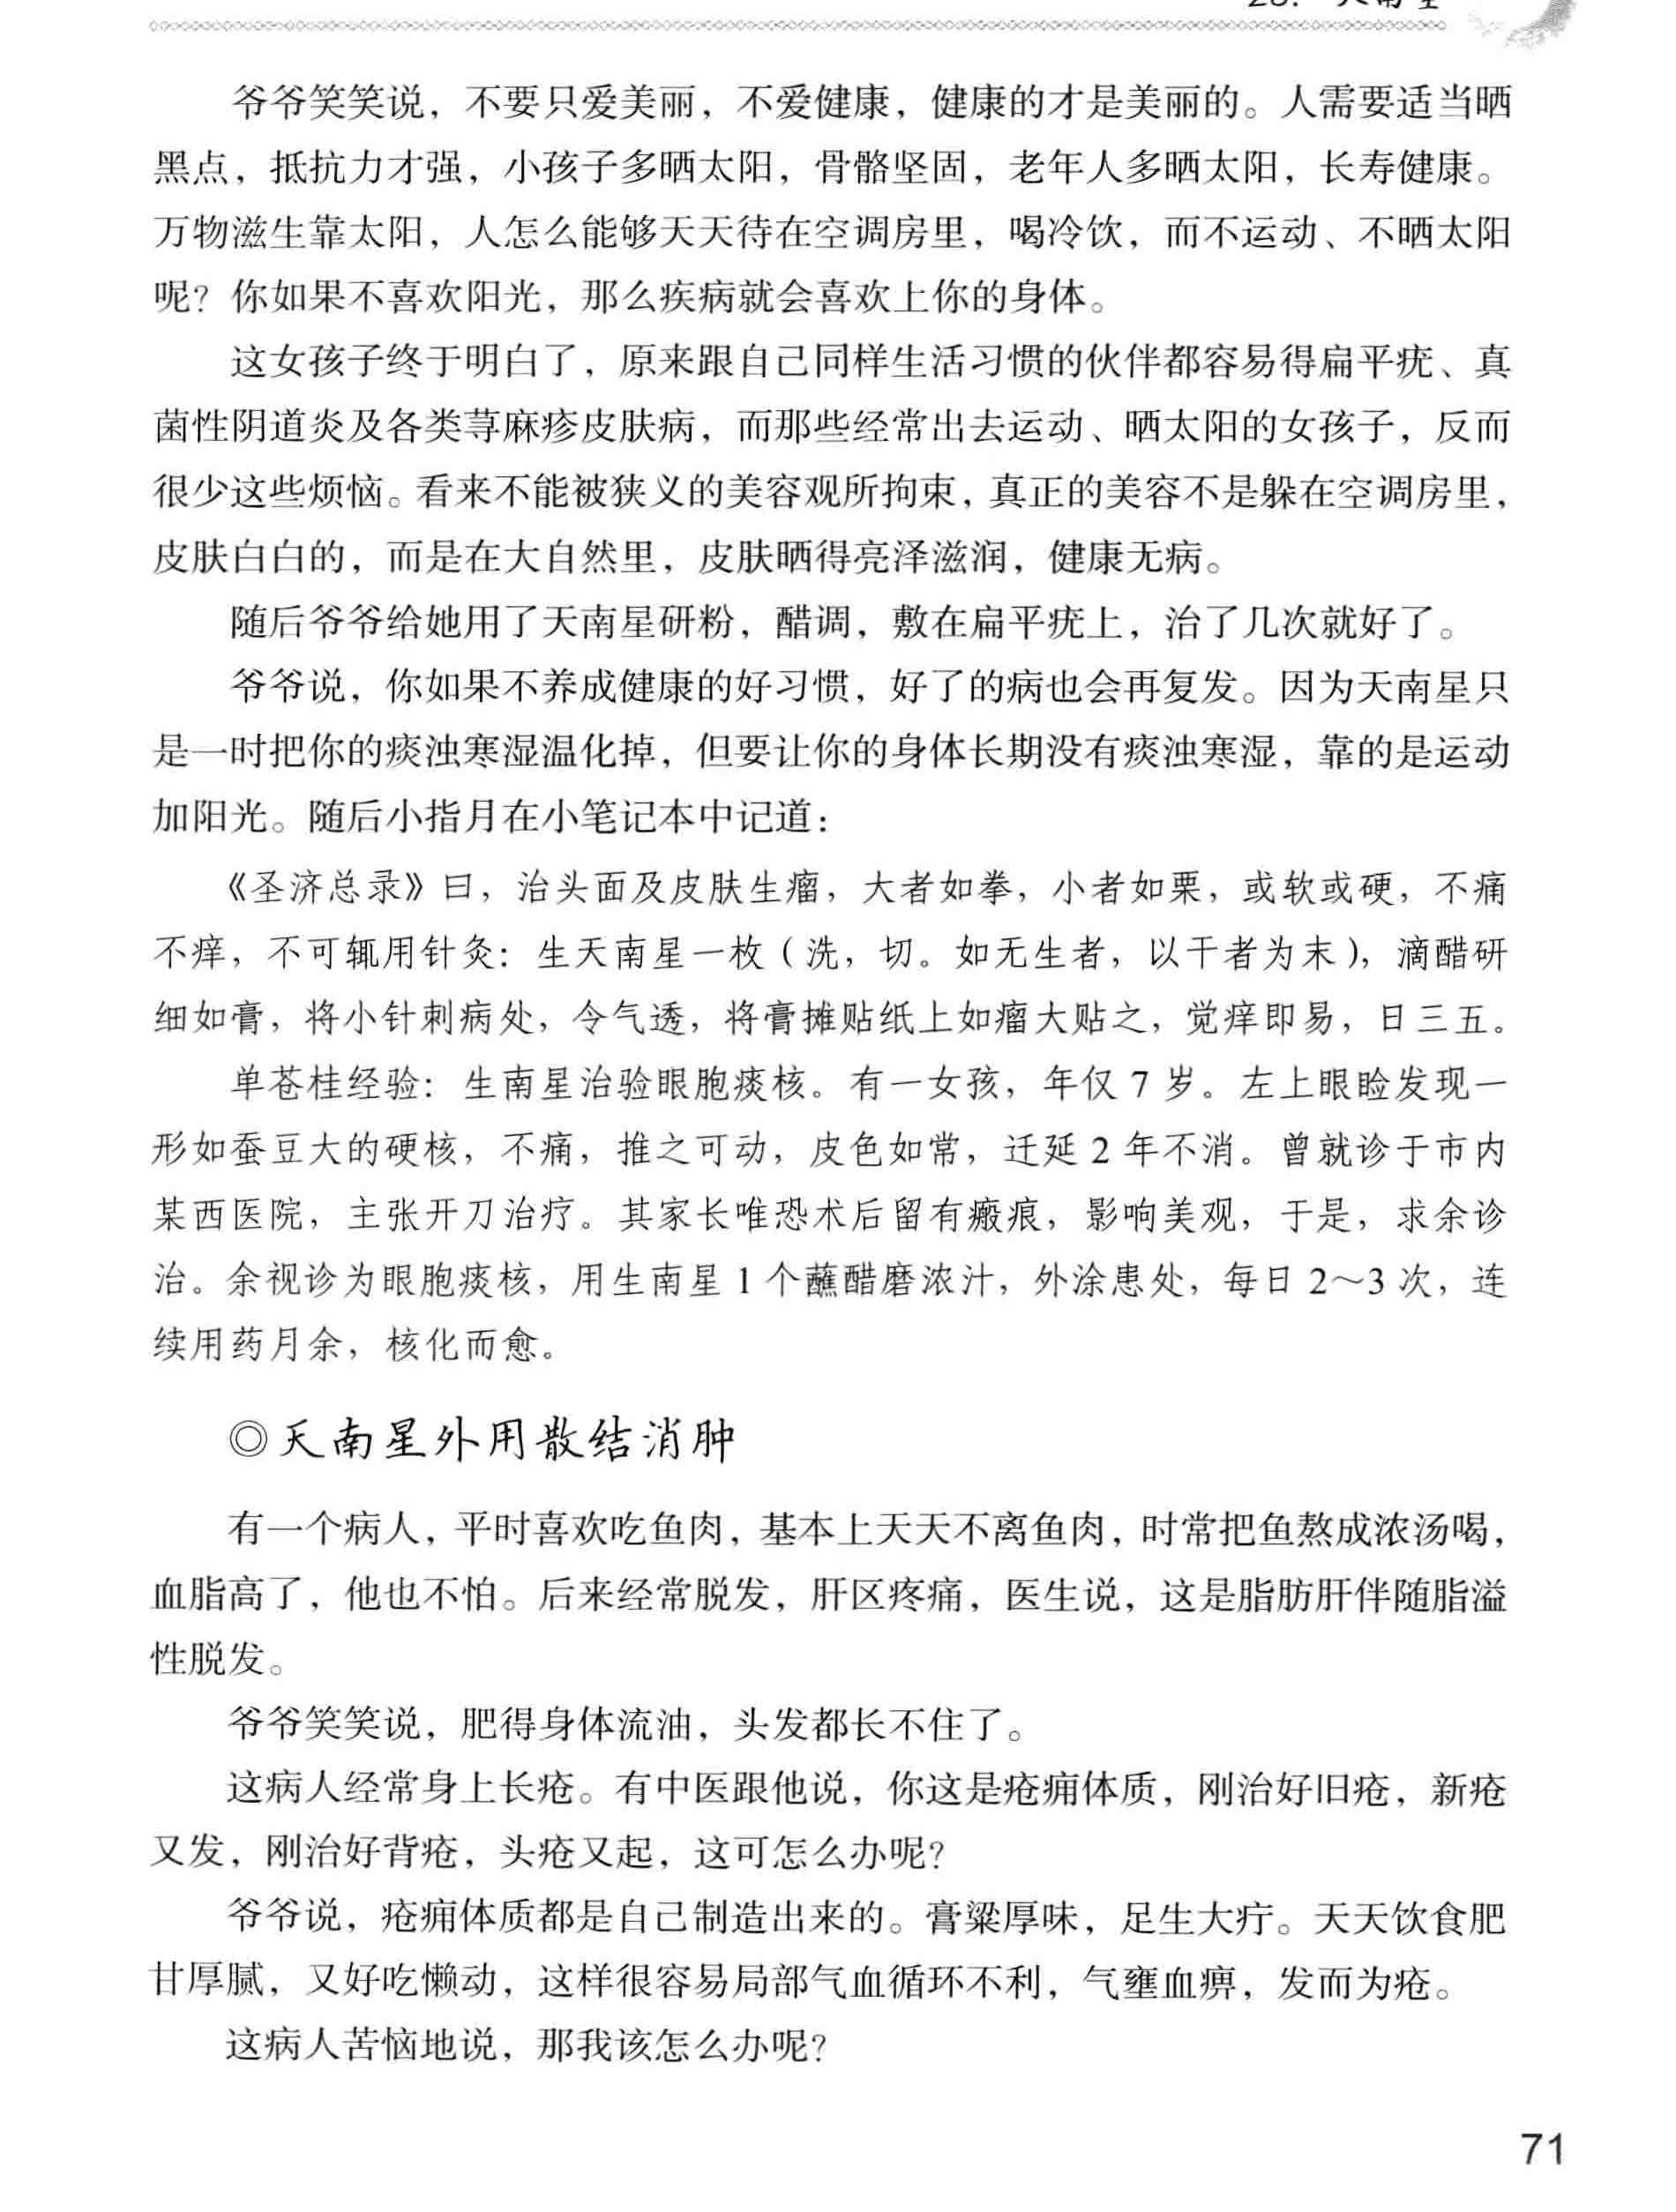 爷爷笑笑说，不要只爱美丽，不爱健康，健康的才是美丽的。人需要适当晒
黑点，抵抗力才强，小孩子多晒太阳，骨骼坚固，老年人多晒太阳，长寿健康。
万物滋生靠太阳，人怎么能够天天待在空调房里，喝冷饮，而不运动、不晒太阳
呢？你如果不喜欢阳光，那么疾病就会喜欢上你的身体。
这女孩子终于明白了，原来跟自己同样生活习惯的伙伴都容易得扁平疣、真
菌性阴道炎及各类荨麻疹皮肤病，而那些经常出去运动、晒太阳的女孩子，反而
很少这些烦恼。看来不能被狭义的美容观所拘束，真正的美容不是躲在空调房里，
皮肤白白的，而是在大自然里，皮肤晒得亮泽滋润，健康无病。
随后爷爷给她用了天南星研粉，醋调，敷在扁平疣上，治了几次就好了。
爷爷说，你如果不养成健康的好习惯，好了的病也会再复发。因为天南星只
是一时把你的痰浊寒湿温化掉，但要让你的身体长期没有痰浊寒湿，靠的是运动
加阳光。随后小指月在小笔记本中记道：
《圣济总录》曰，治头面及皮肤生瘤，大者如拳，小者如栗，或软或硬，不痛
不痒，不可辄用针灸：生天南星一枚（洗，切。如无生者，以干者为末），滴醋研
细如膏，将小针刺病处，令气透，将膏摊贴纸上如瘤大贴之，觉痒即易，日三五。
单苍桂经验：生南星治验眼胞痰核。有一女孩，年仅 7 岁。左上眼睑发现一
形如蚕豆大的硬核，不痛，推之可动，皮色如常，迁延 2 年不消。曾就诊于市内
某西医院，主张开刀治疗。其家长唯恐术后留有瘢痕，影响美观，于是，求余诊
治。余视诊为眼胞痰核，用生南星 1 个蘸醋磨浓汁，外涂患处，每日 2～3 次，连
续用药月余，核化而愈。
◎天南星外用散结消肿
有一个病人，平时喜欢吃鱼肉，基本上天天不离鱼肉，时常把鱼熬成浓汤喝，
血脂高了，他也不怕。后来经常脱发，肝区疼痛，医生说，这是脂肪肝伴随脂溢
性脱发。
爷爷笑笑说，肥得身体流油，头发都长不住了。
这病人经常身上长疮。有中医跟他说，你这是疮痈体质，刚治好旧疮，新疮
又发，刚治好背疮，头疮又起，这可怎么办呢？
爷爷说，疮痈体质都是自己制造出来的。膏粱厚味，足生大疔。天天饮食肥
甘厚腻，又好吃懒动，这样很容易局部气血循环不利，气壅血痹，发而为疮。
这病人苦恼地说，那我该怎么办呢？
71